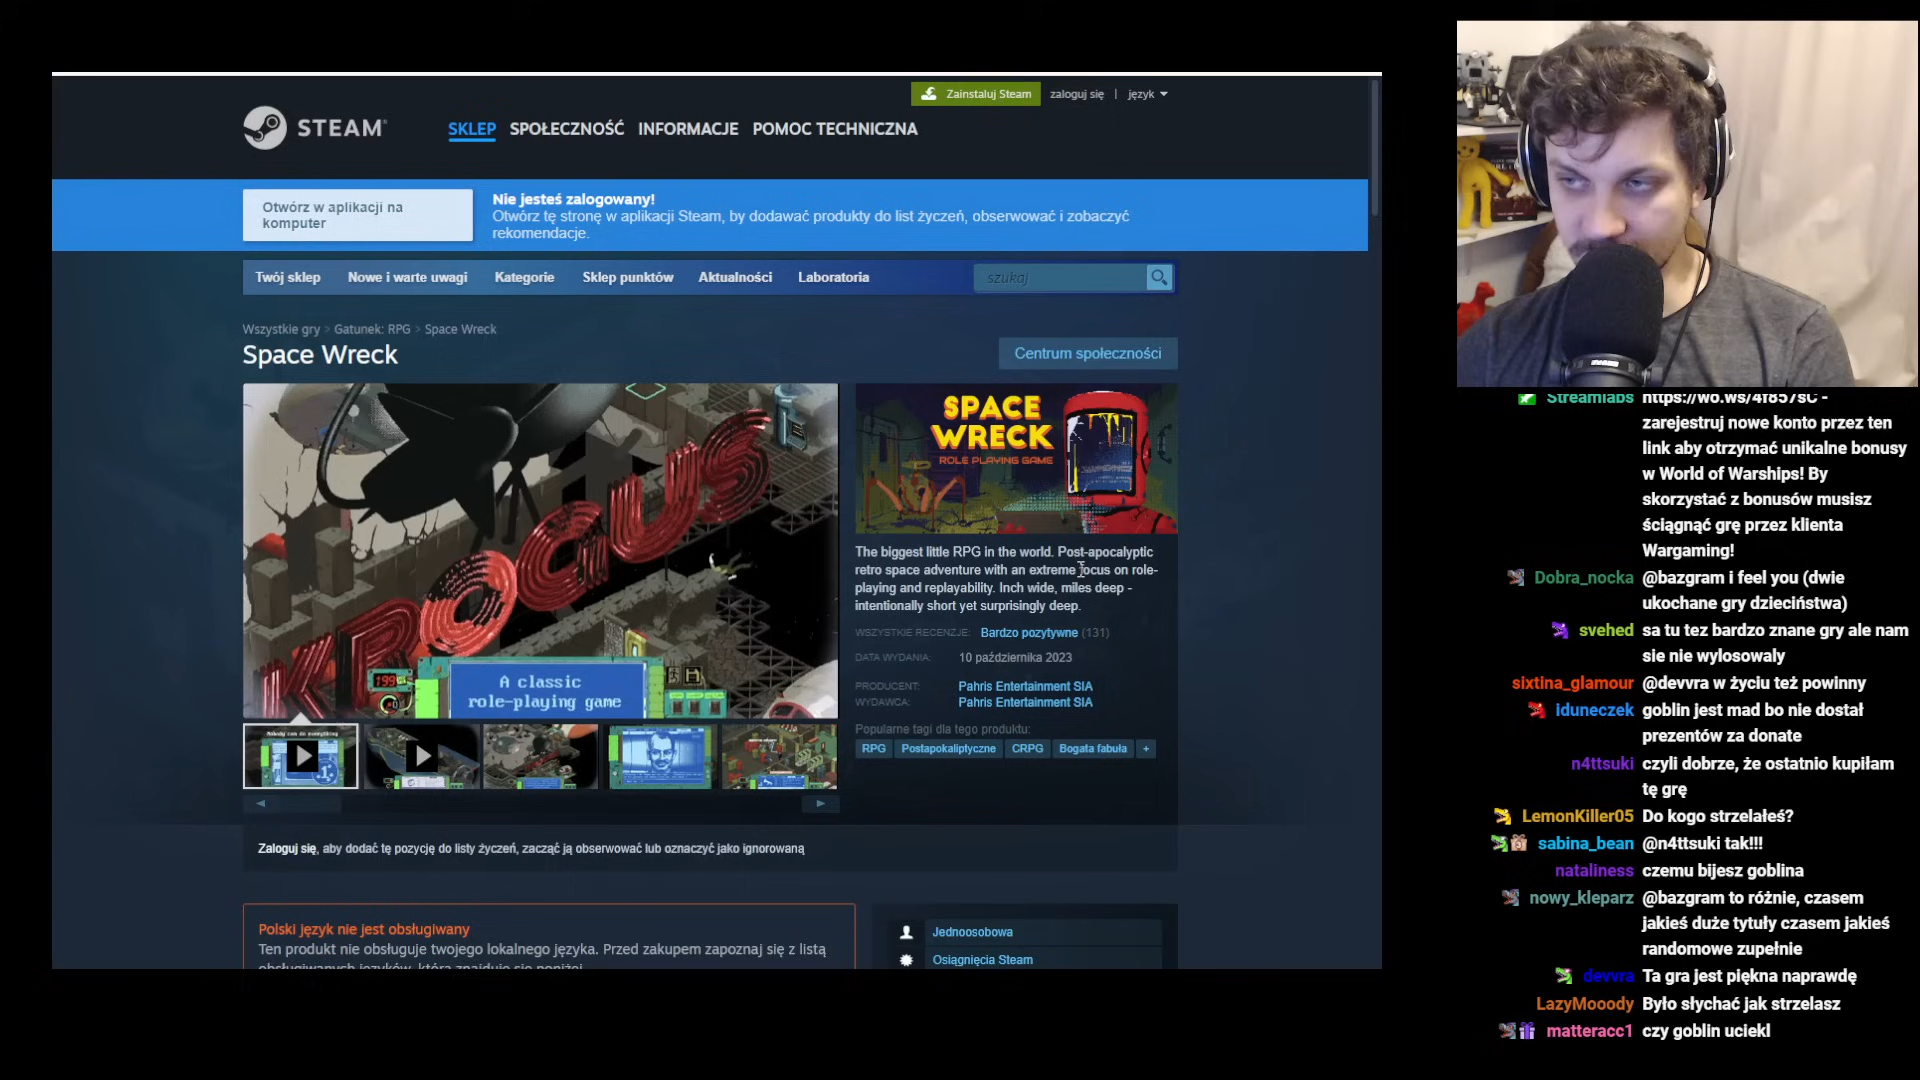 Zainstaluj Steam zaloguj się | język
STEAM SKLEP SPOŁECZNOŚĆ INFORMACJE POMOC TECHNICZNA
Otwórz w aplikacji na
komputer
Nie jesteś zalogowany!
Otwórz tę stronę w aplikacji Steam, by dodawać produkty do list życzeń, obserwować i zobaczyć
rekomendacje.
Twój sklep Nowe i warte uwagi Kategorie Sklep punktów Aktualności Laboratoria szukaj
Wszystkie gry > Gatunek: RPG > Space Wreck
Space Wreck
Centrum społeczności
KROCUS
199
A classic
role-playing game
SPACE
WRECK
ROLE PLAYING GAME
The biggest little RPG in the world. Post-apocalyptic
retro space adventure with an extreme focus on role-
playing and replayability. Inch wide, miles deep -
intentionally short yet surprisingly deep.
WSZYSTKIE RECENZJE: Bardzo pozytywne (131)
DATA WYDANIA: 10 października 2023
PRODUCENT: Pahris Entertainment SIA
WYDAWCA: Pahris Entertainment SIA
Popularne tagi dla tego produktu:
RPG Postapokaliptyczne CRPG Bogata fabuła +
Zaloguj się, aby dodać tę pozycję do listy życzeń, zacząć ją obserwować lub oznaczyć jako ignorowaną
Polski język nie jest obsługiwany
Ten produkt nie obsługuje twojego lokalnego języka. Przed zakupem zapoznaj się z listą
obsługiwanych języków, która znajduje się poniżej.
Jednoosobowa
Osiągnięcia Steam
Streamlabs
zarejestruj nowe konto przez ten
link aby otrzymać unikalne bonusy
w World of Warships! By
skorzystać z bonusów musisz
ściągnąć grę przez klienta
Wargaming!
Dobra_nocka @bazgram i feel you (dwie
ukochane gry dzieciństwa)
svehed sa tu tez bardzo znane gry ale nam
sie nie wylosowaly
sixtina_glamour @devvra w życiu też powinny
iduneczek goblin jest mad bo nie dostał
prezentów za donate
n4ttsuki czyli dobrze, że ostatnio kupiłam
tę grę
LemonKiller05 Do kogo strzelałeś?
sabina_bean @n4ttsuki tak!!!
nataliness czemu bijesz goblina
nowy_kleparz @bazgram to różnie, czasem
jakieś duże tytuły czasem jakieś
randomowe zupełnie
devvra Ta gra jest piękna naprawdę
LazyMooody Było słychać jak strzelasz
matteracc1 czy goblin uciekl